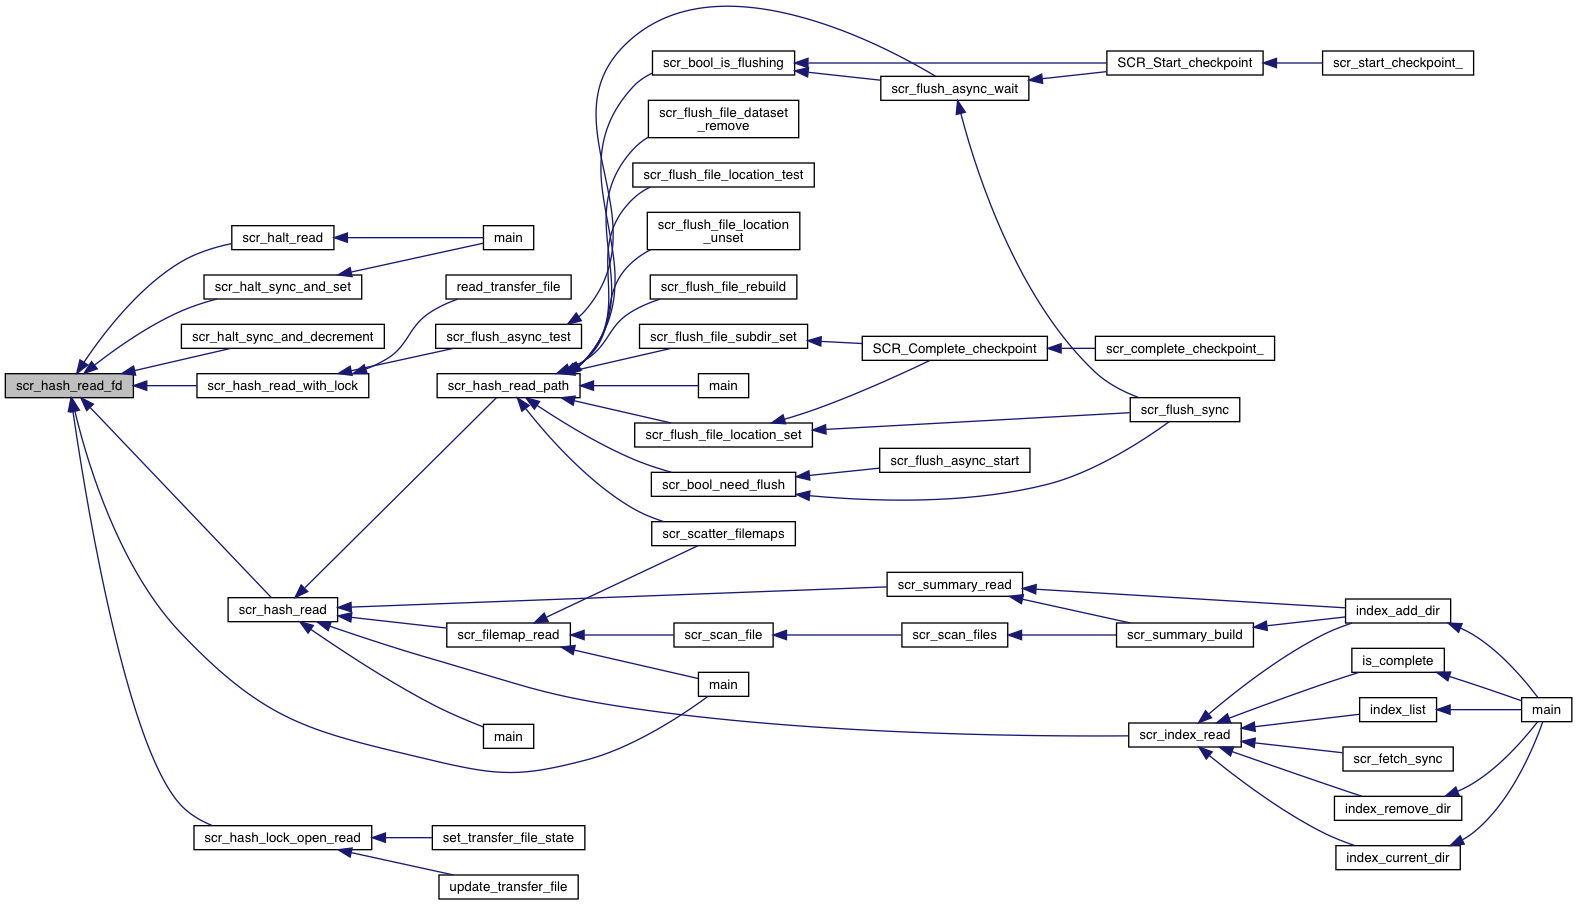 scr_bool_is_flushing
SCR_Start_checkpoint
scr_start_checkpoint_
scr_flush_async_wait
scr_flush_file_dataset
_remove
scr_flush_file_location_test
scr_flush_file_location
_unset
scr_halt_read
main
scr_halt_sync_and_set
read_transfer_file
scr_flush_file_rebuild
scr_halt_sync_and_decrement
scr_flush_async_test
scr_flush_file_subdir_set
SCR_Complete_checkpoint
scr_complete_checkpoint_
scr_hash_read_fd
scr_hash_read_with_lock
scr_hash_read_path
main
scr_flush_sync
scr_flush_file_location_set
scr_flush_async_start
scr_bool_need_flush
scr_scatter_filemaps
scr_summary_read
scr_hash_read
index_add_dir
scr_filemap_read
scr_scan_file
scr_scan_files
scr_summary_build
is_complete
main
index_list
main
main
scr_index_read
scr_fetch_sync
index_remove_dir
scr_hash_lock_open_read
set_transfer_file_state
index_current_dir
update_transfer_file